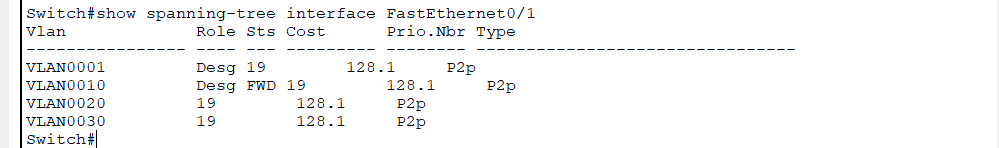 Switch#show spanning-tree interface FastEthernet0/1
Vlan             Role Sts Cost      Prio.Nbr Type
---------------- ---- --- --------- -------- --------------------------------
VLAN0001         Desg 19        128.1     P2p
VLAN0010         Desg FWD 19        128.1     P2p
VLAN0020         19        128.1     P2p
VLAN0030         19        128.1     P2p
Switch#